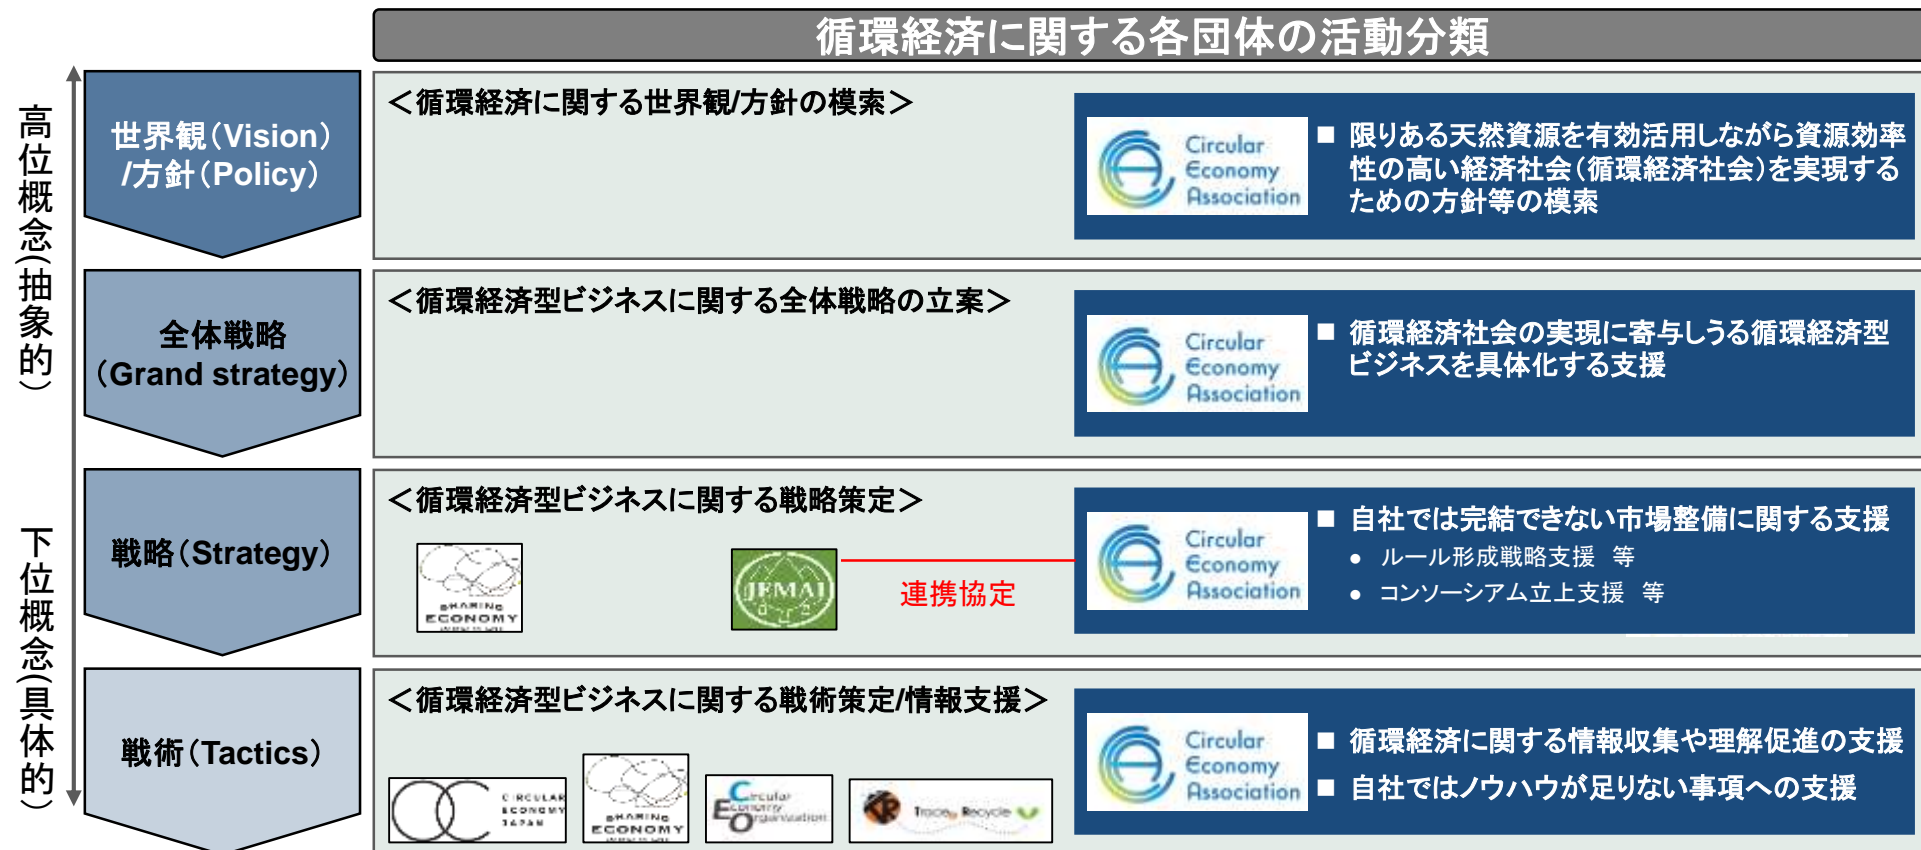 循環経済に関する各団体の活動分類
高位概念(抽象的)
下位概念(具体的)
世界観(Vision)
/方針(Policy)
＜循環経済に関する世界観/方針の模索＞
Circular
Economy
Association
■ 限りある天然資源を有効活用しながら資源効率
性の高い経済社会(循環経済社会)を実現する
ための方針等の模索
全体戦略
(Grand strategy)
＜循環経済型ビジネスに関する全体戦略の立案＞
Circular
Economy
Association
■ 循環経済社会の実現に寄与しうる循環経済型
ビジネスを具体化する支援
戦略(Strategy)
＜循環経済型ビジネスに関する戦略策定＞
SHARING
ECONOMY
JEMAI
連携協定
Circular
Economy
Association
■ 自社では完結できない市場整備に関する支援
● ルール形成戦略支援 等
● コンソーシアム立上支援 等
戦術(Tactics)
＜循環経済型ビジネスに関する戦術策定/情報支援＞
CIRCULAR
ECONOMY
JAPAN
SHARING
ECONOMY
Circular
Economy
Organization
Recycle
Circular
Economy
Association
■ 循環経済に関する情報収集や理解促進の支援
■ 自社ではノウハウが足りない事項への支援